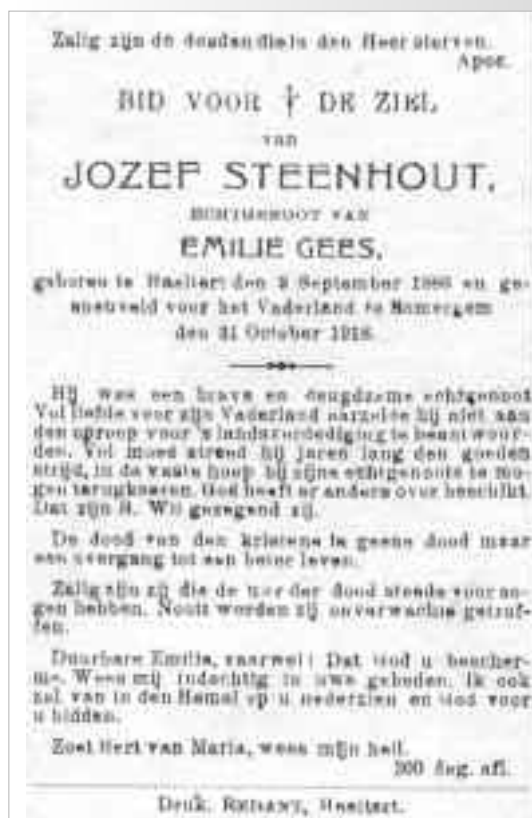 Zalig zijn de dooden die in den Heer sterven.
Apoc.
BID VOOR † DE ZIEL
van
JOZEF STEENHOUT,
ECHTGENOOT VAN
EMILIE GEES,
geboren te Haeltert den September en ge-
sneuveld voor het Vaderland te Somergem
den 31 October 1918.
Hij was een brave en deugdzame echtgenoot
Vol liefde voor zijn Vaderland aarzelde hij niet aan
den oproep voor 's landsverdediging te beantwoor-
den. Vol moed streed hij jaren lang den goeden
strijd, in de vaste hoop bij zijne echtgenoote te mo-
gen terugkeeren. God heeft er anders over beschikt.
Dat zijn H. Wil gezegend zij.
De dood van den kristene is geene dood maar
een overgang tot een beter leven.
Zalig zijn zij die de uur der dood steeds voor oo-
gen hebben. Nooit worden zij onverwachts getrof-
fen.
Duurbare Emilie, vaarwel! Dat God u bescher-
me. Wees mij indachtig in uwe gebeden. Ik ook
zal van in den Hemel op u nederzien en God voor
u bidden.
Zoet Hert van Maria, wees mijn heil.
300 dag. afl.
Druk. REDANT, Haeltert.